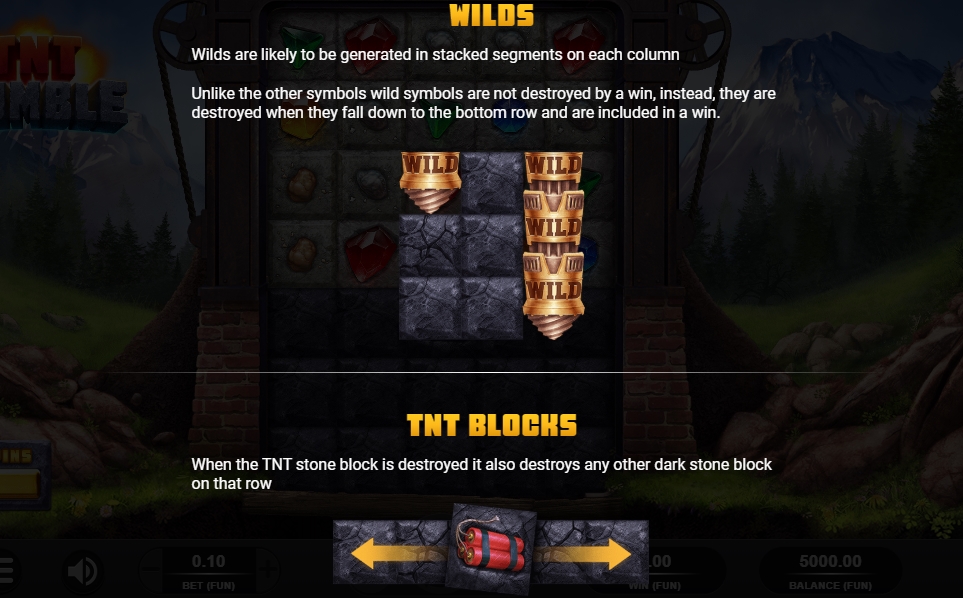 WILDS
Wilds are likely to be generated in stacked segments on each column
Unlike the other symbols wild symbols are not destroyed by a win, instead, they are
destroyed when they fall down to the bottom row and are included in a win.
WILD WILD
WILD
WILD
TNT
TNT BLOCKS
When the TNT stone block is destroyed it also destroys any other dark stone block
on that row
0.10
BET (FUN)
.00
WIN (FUN)
5000.00
BALANCE (FUN)